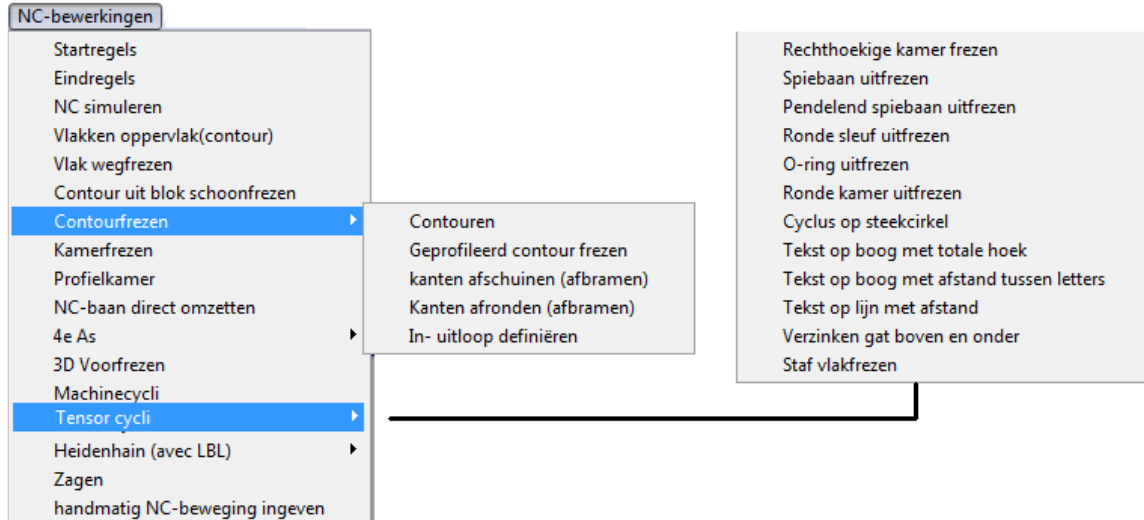 NC-bewerkingen
Startregels
Eindregels
NC simuleren
Vlakken oppervlak(contour)
Vlak wegfrezen
Contour uit blok schoonfrezen
Contourfrezen
Kamerfrezen
Profielkamer
NC-baan direct omzetten
4e As
3D Voorfrezen
Machinecycli
Tensor cycli
Heidenhain (avec LBL)
Zagen
handmatig NC-beweging ingeven
Contouren
Geprofileerd contour frezen
kanten afschuinen (aframen)
Kanten afronden (afbramen)
In- uitloop definiëren
Rechthoekige kamer frezen
Spiebaan uitfrezen
Pendelend spiebaan uitfrezen
Ronde sleuf uitfrezen
O-ring uitfrezen
Ronde kamer uitfrezen
Cyclus op steekcirkel
Tekst op boog met totale hoek
Tekst op boog met afstand tussen letters
Tekst op lijn met afstand
Verzinken gat boven en onder
Staf vlakfrezen